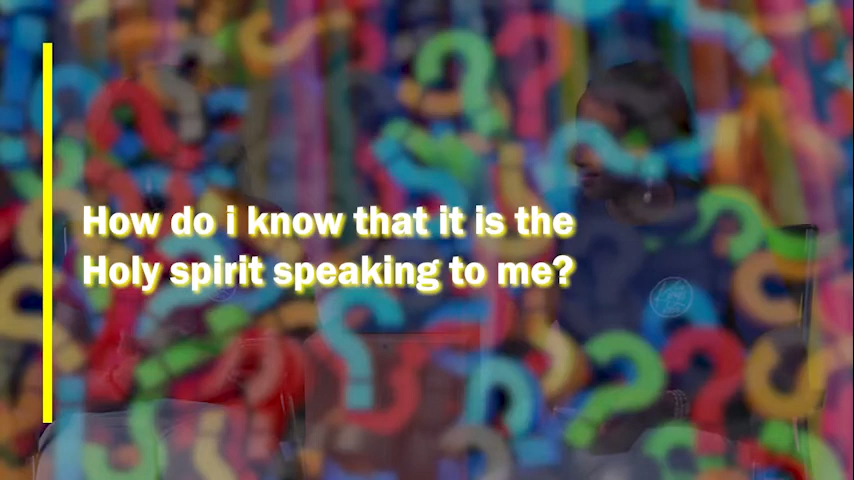 How do i know that it is the
Holy spirit speaking to me?